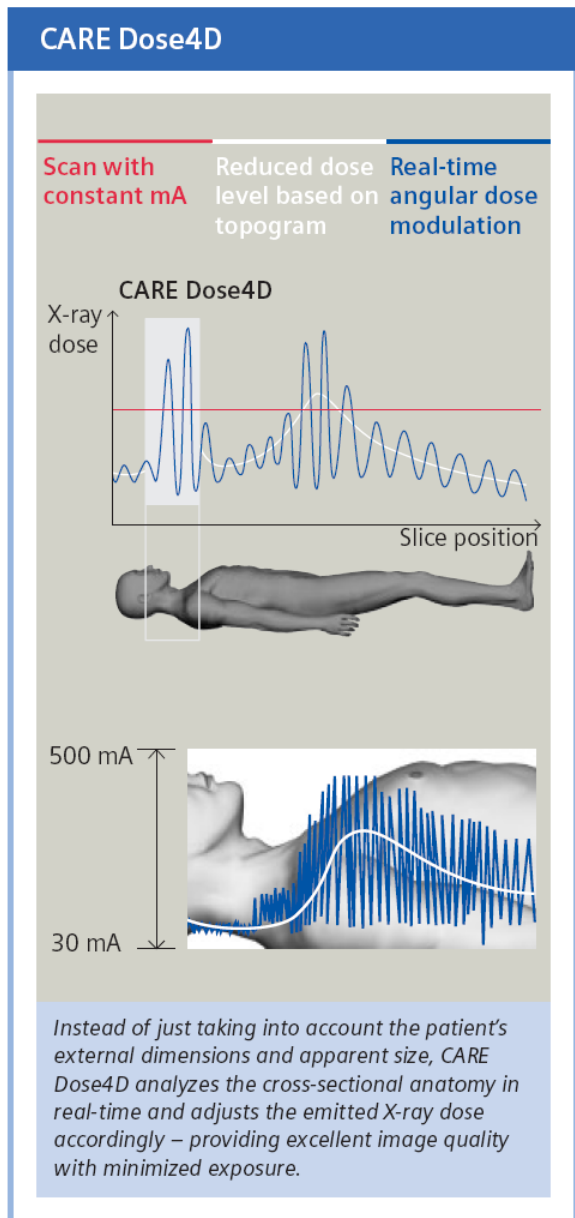 CARE Dose4D
Scan with
constant mA
Reduced dose
level based on
topogram
Real-time
angular dose
modulation
CARE Dose4D
X-ray
dose
Slice position
500 mA
30 mA
Instead of just taking into account the patient’s
external dimensions and apparent size, CARE
Dose4D analyzes the cross-sectional anatomy in
real-time and adjusts the emitted X-ray dose
accordingly – providing excellent image quality
with minimized exposure.